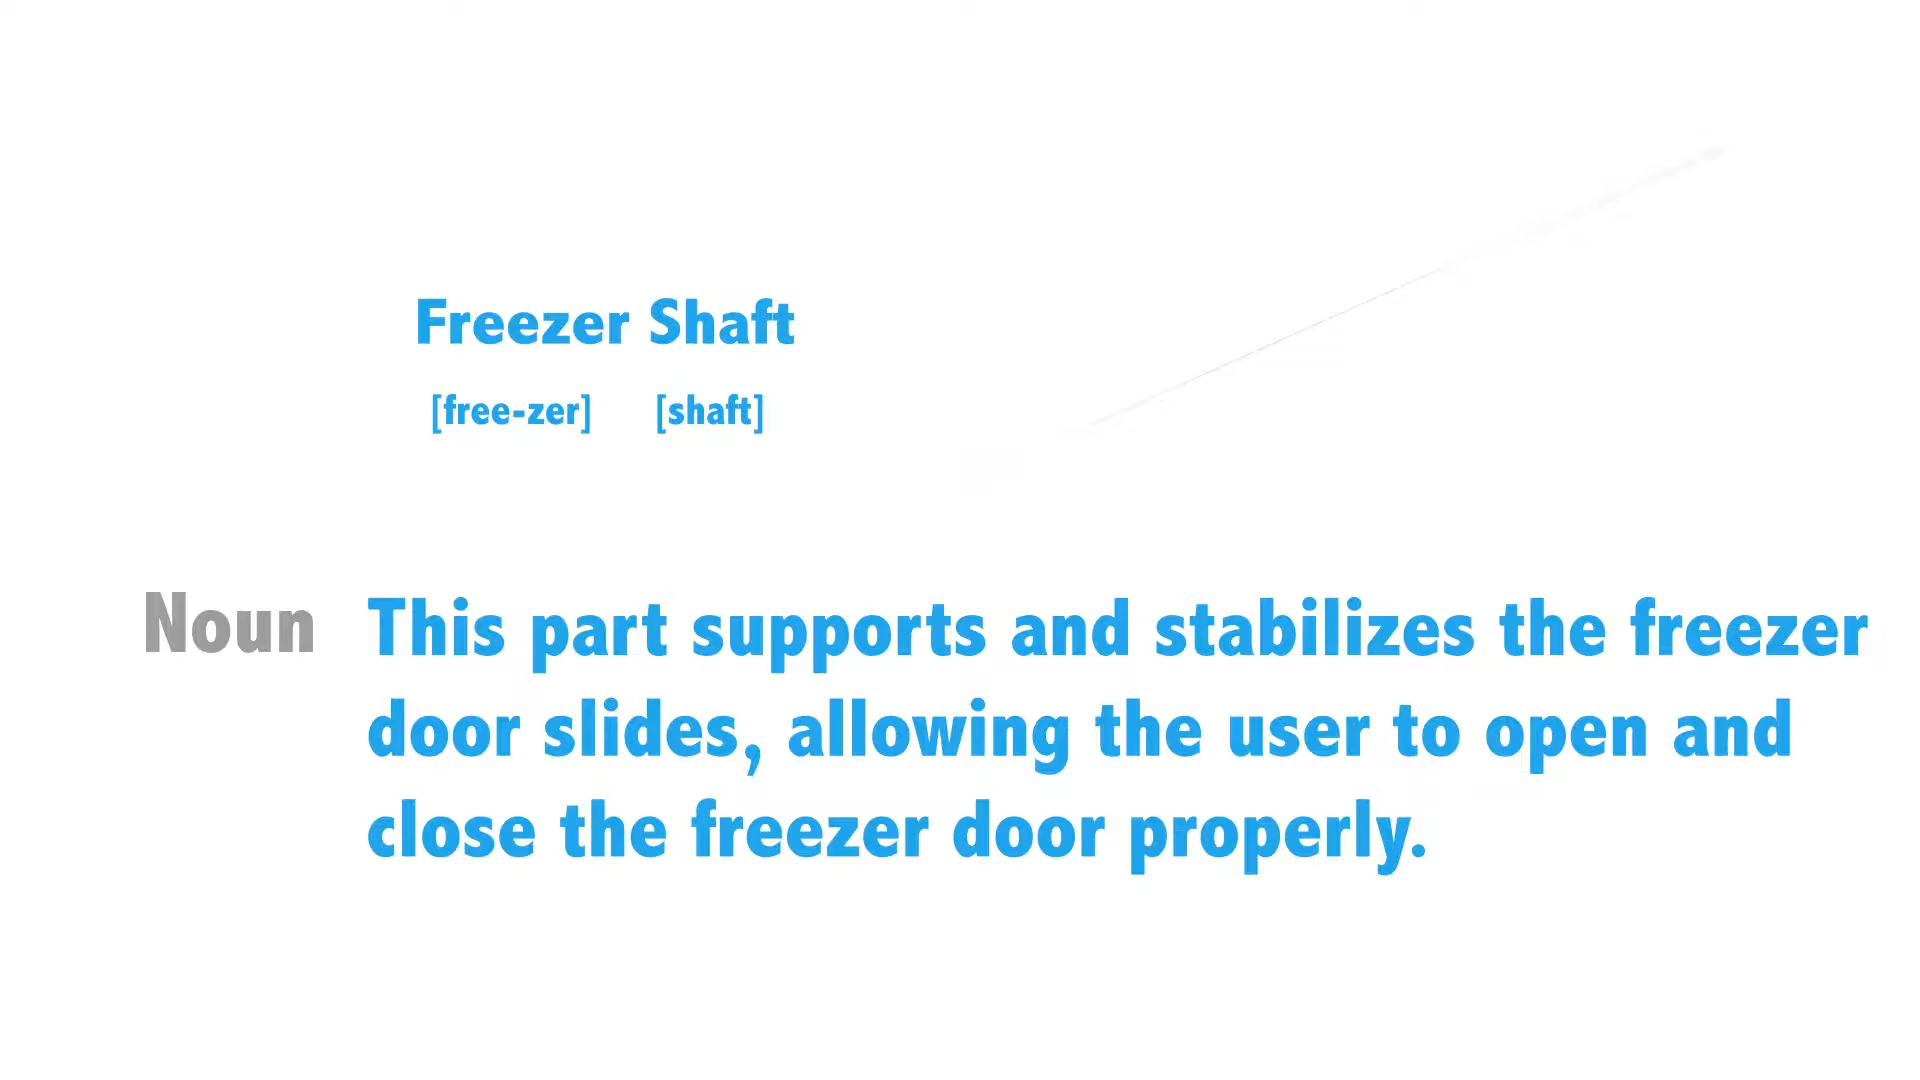 Freezer Shaft
[free-zer] [shaft]
Noun This part supports and stabilizes the freezer
door slides, allowing the user to open and
close the freezer door properly.